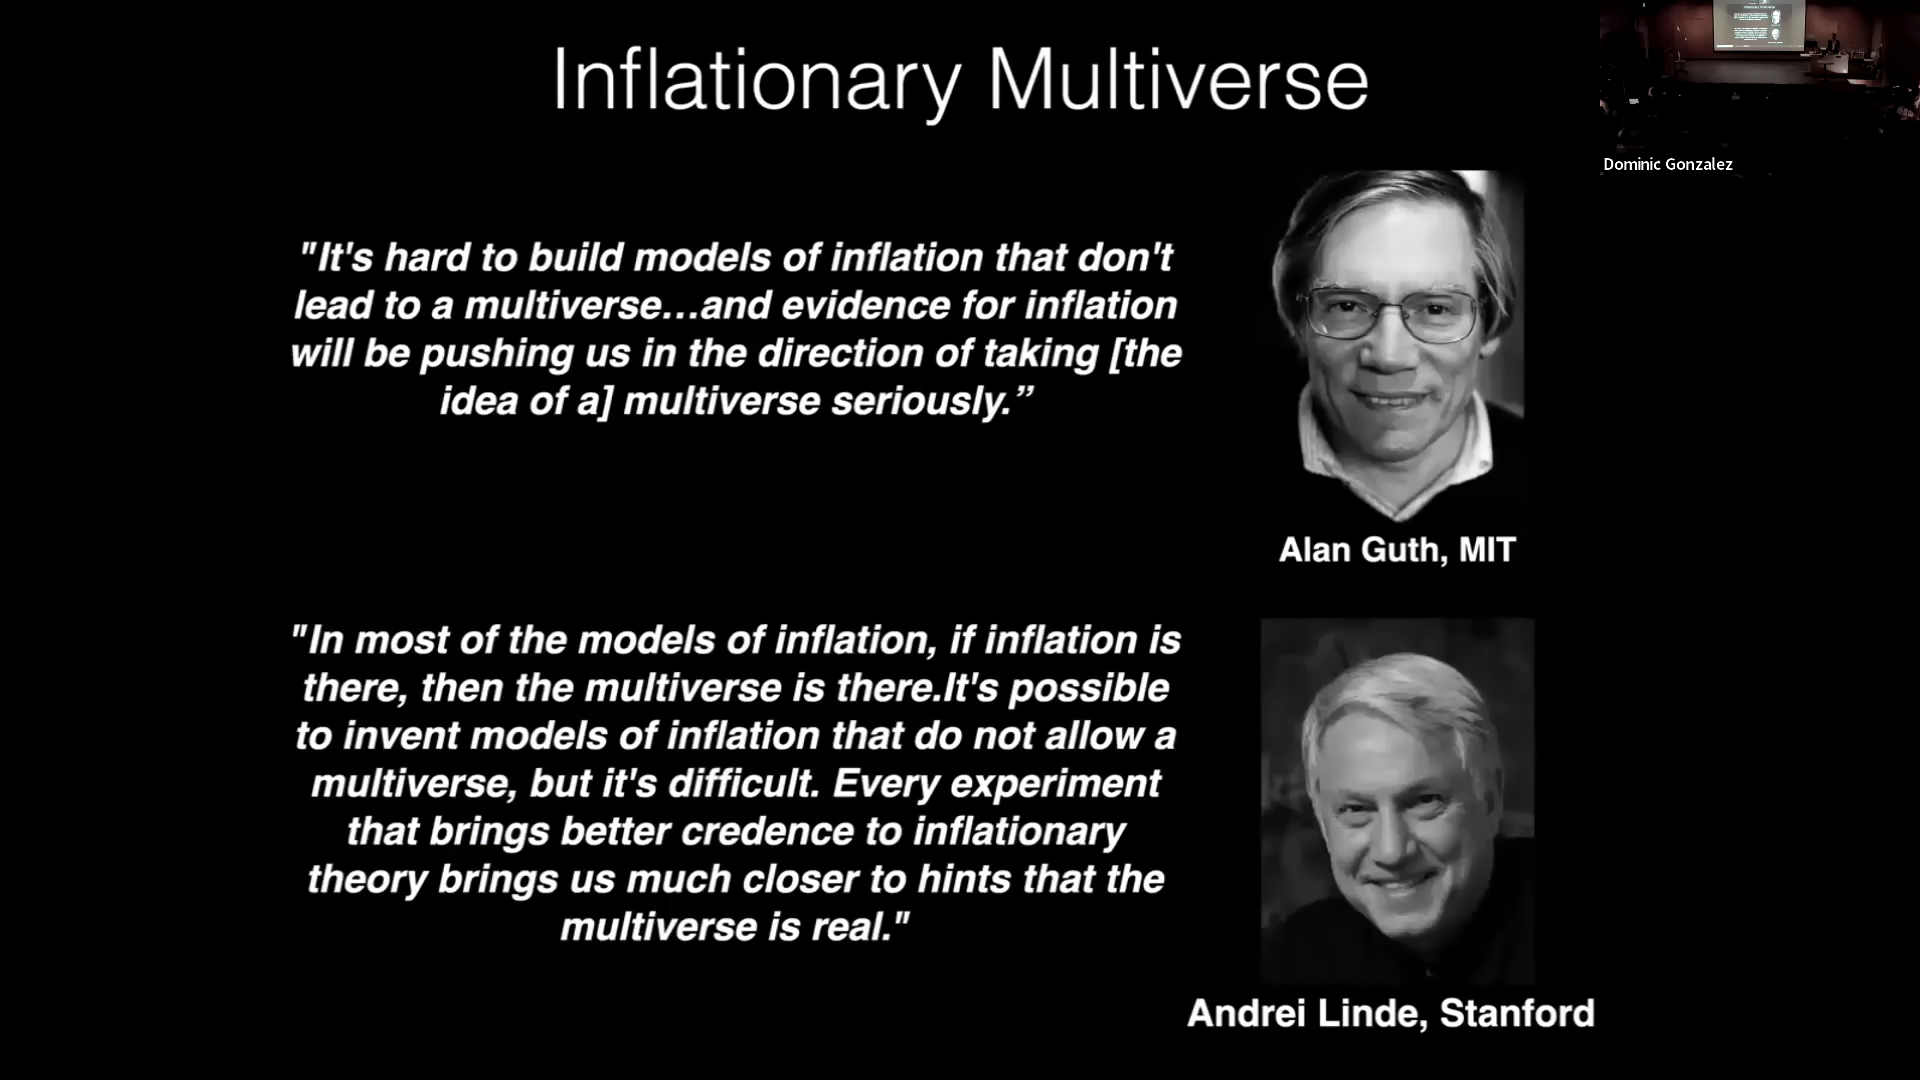 Inflationary Multiverse
Dominic Gonzalez
"It's hard to build models of inflation that don't
lead to a multiverse...and evidence for inflation
will be pushing us in the direction of taking [the
idea of a] multiverse seriously.”
Alan Guth, MIT
"In most of the models of inflation, if inflation is
there, then the multiverse is there.It's possible
to invent models of inflation that do not allow a
multiverse, but it's difficult. Every experiment
that brings better credence to inflationary
theory brings us much closer to hints that the
multiverse is real."
Andrei Linde, Stanford